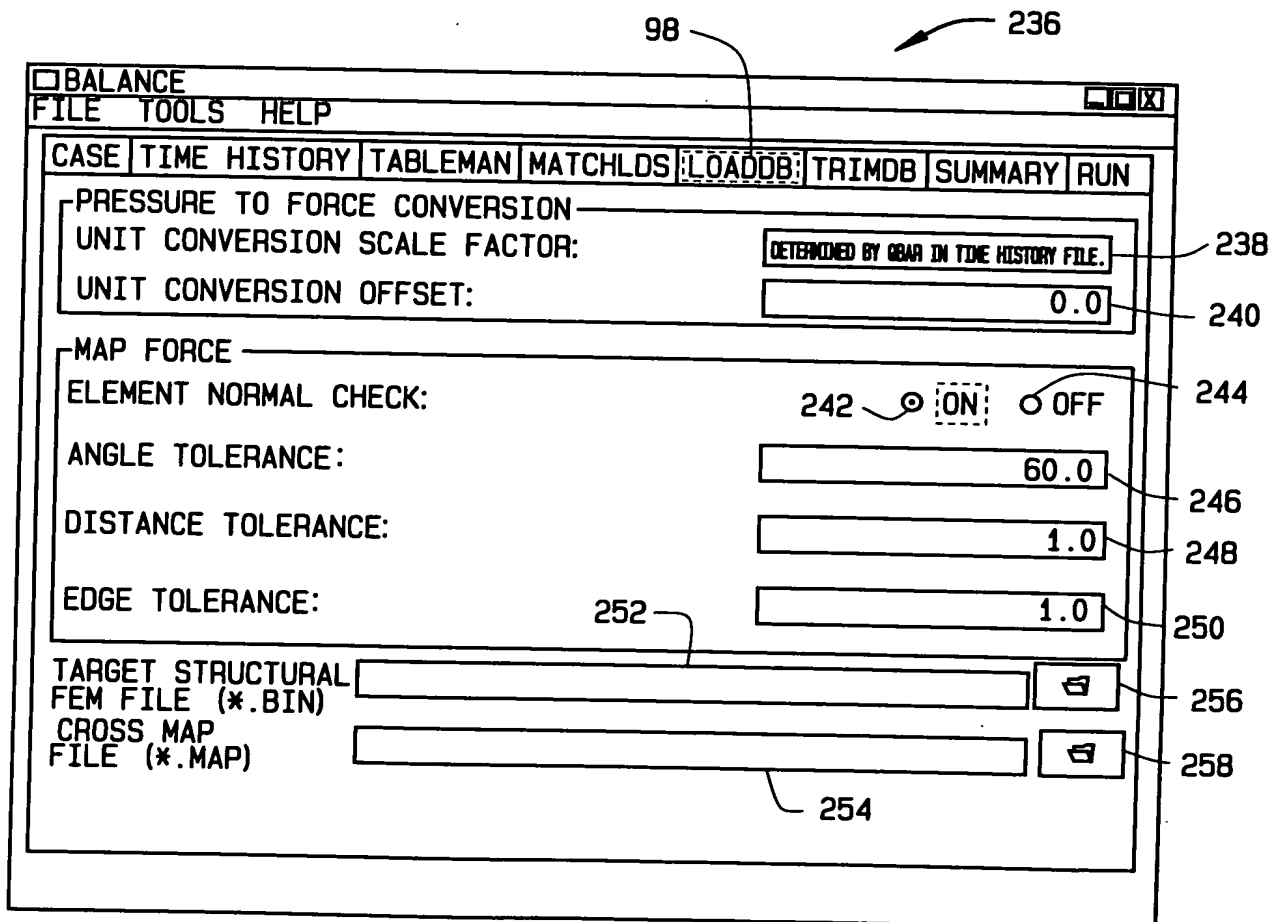 98
236
BALANCE
FILE TOOLS HELP
CASE TIME HISTORY TABLEMAN MATCHLDS LOADDB TRIMDB SUMMARY RUN
PRESSURE TO FORCE CONVERSION
UNIT CONVERSION SCALE FACTOR: DETERMINED BY QBAR IN TIME HISTORY FILE. 238
UNIT CONVERSION OFFSET: 0.0 240
MAP FORCE
ELEMENT NORMAL CHECK: 242 ON OFF 244
ANGLE TOLERANCE: 60.0 246
DISTANCE TOLERANCE: 1.0 248
EDGE TOLERANCE: 252 1.0 250
TARGET STRUCTURAL
FEM FILE (*.BIN) 256
CROSS MAP
FILE (*.MAP) 258
254